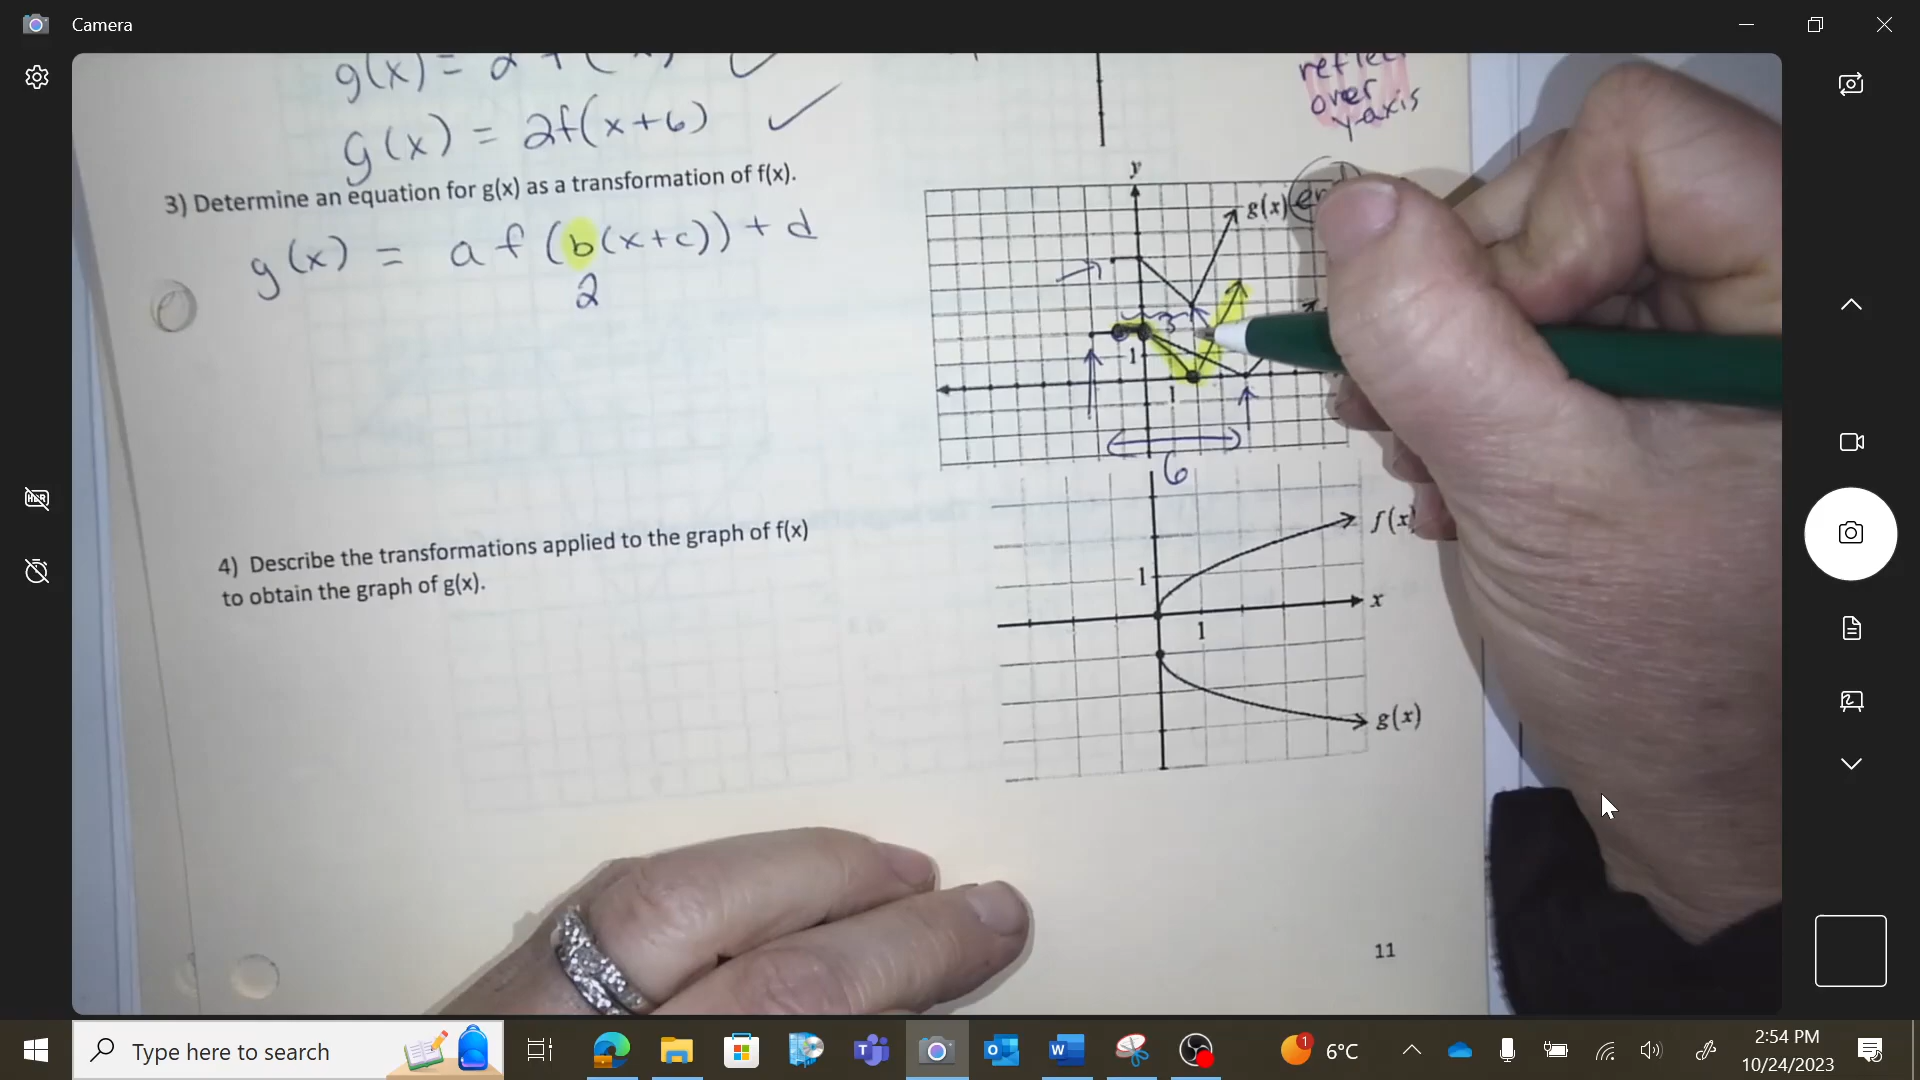 Camera
g(x) =
g(x) = 2f(x+6)
reflect
over
y-axis
3) Determine an equation for g(x) as a transformation of f(x).
g(x) = a f (b(x+c)) + d
2
y
g(x)
3
1
1
6
4) Describe the transformations applied to the graph of f(x)
to obtain the graph of g(x).
f(x)
1
x
1
g(x)
11
Type here to search
1
6°C
2:54 PM
10/24/2023